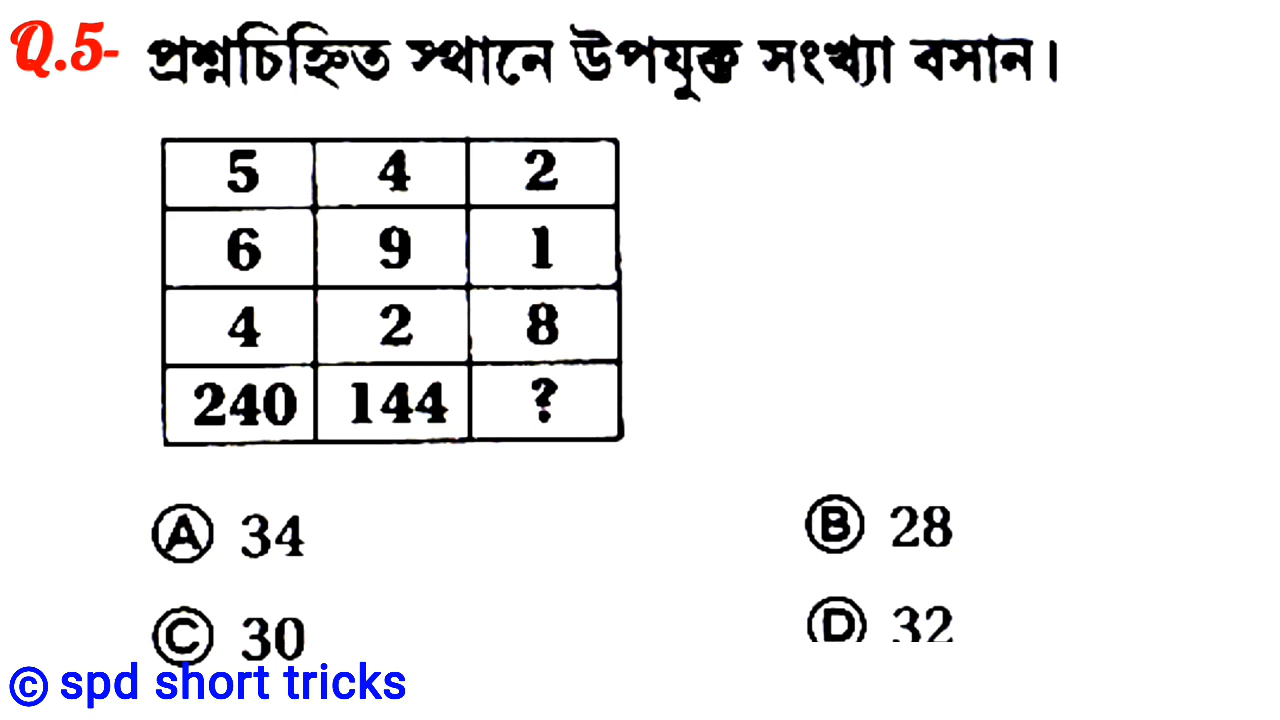 Q.5- প্রশ্নচিহ্নিত স্থানে উপযুক্ত সংখ্যা বসান।
5 4 2
6 9 1
4 2 8
240 144 ?
A 34
B 28
C 30
D 32
© spd short tricks